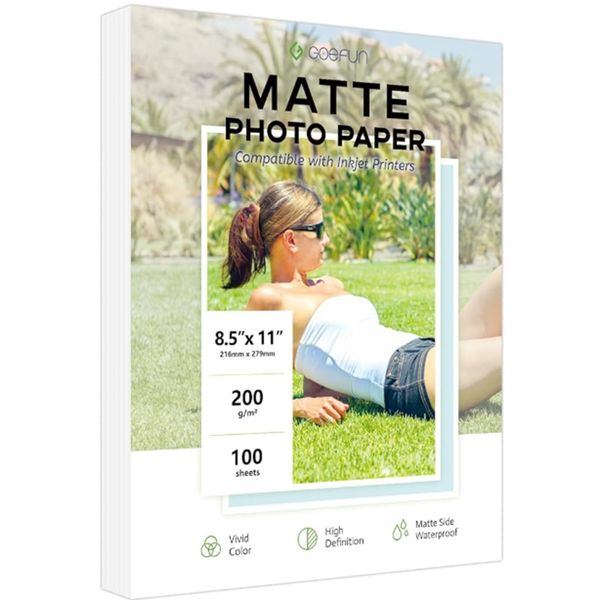 GOEFUN
MATTE
PHOTO PAPER
Compatible with Inkjet Printers
8.5”x 11”
216mm x 279mm
200
g/m²
100
sheets
Vivid
Color
High
Definition
Matte Side
Waterproof